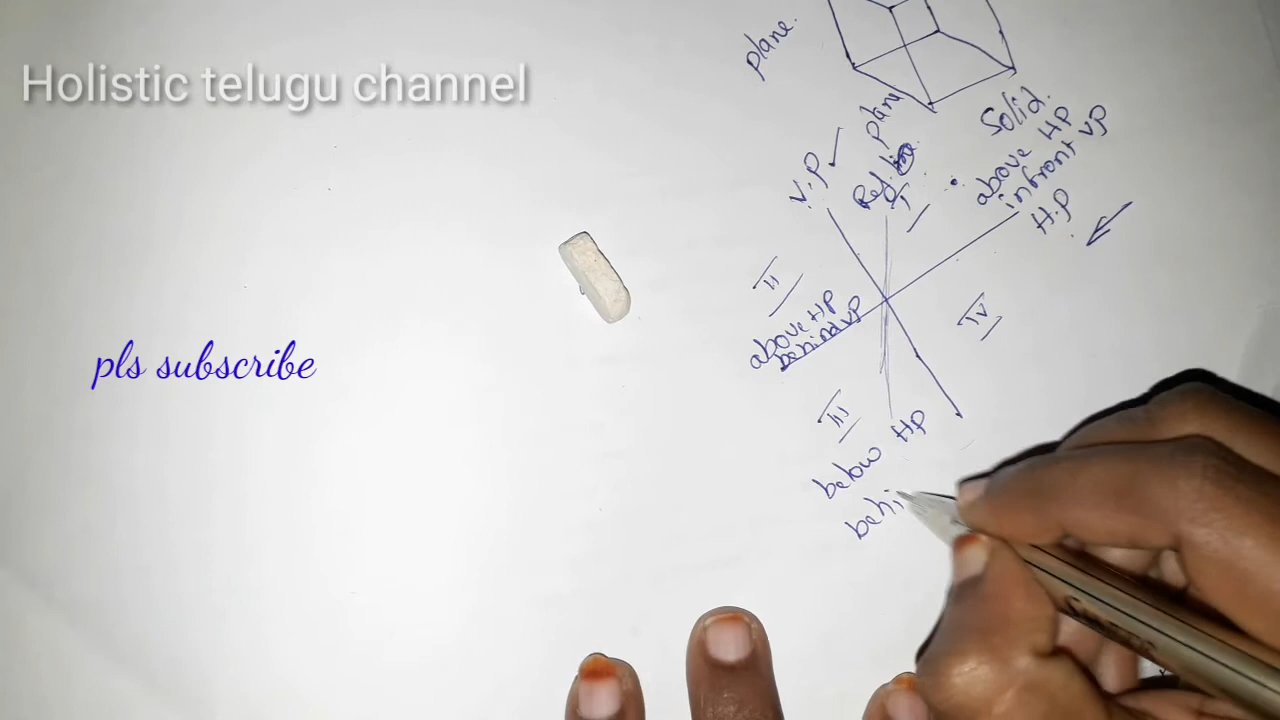 Holistic telugu channel
pls subscribe
plane.
Solid.
V.P
Ref. line
plane
I
above HP
infront VP
H.P
II
above HP
behind VP
IV
III
below HP
behi